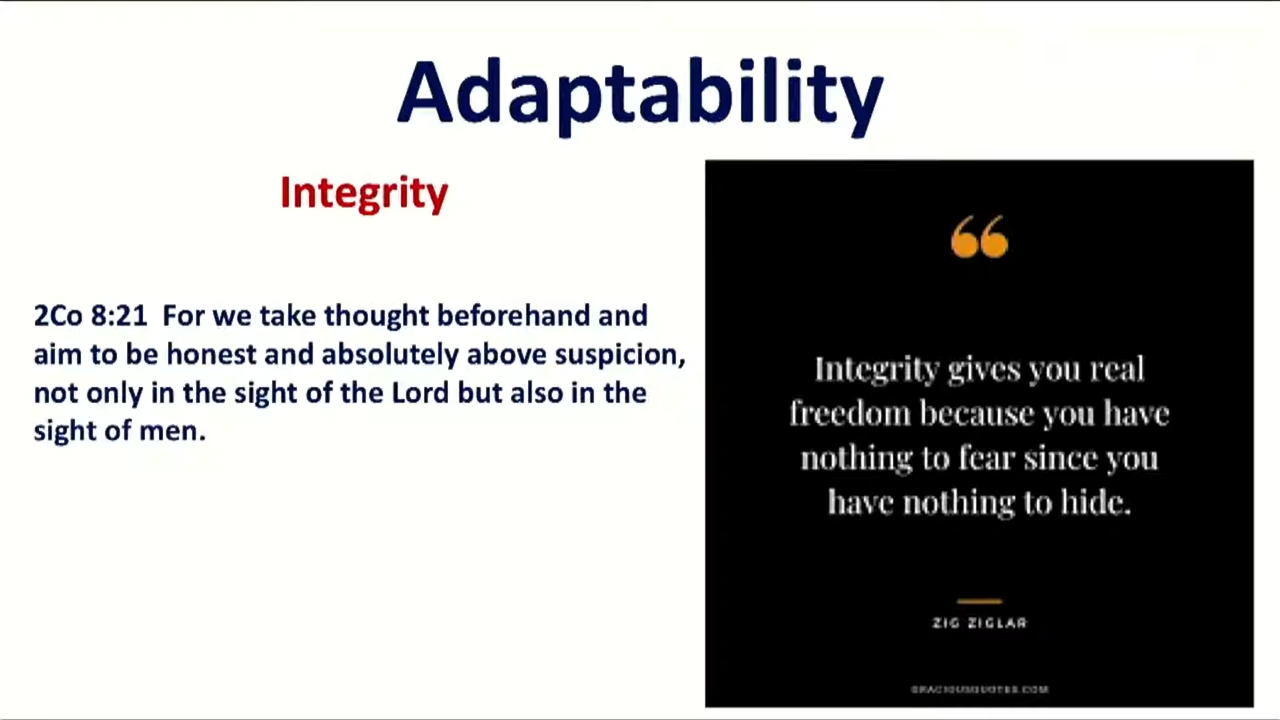 Adaptability
Integrity
2Co 8:21 For we take thought beforehand and
aim to be honest and absolutely above suspicion,
not only in the sight of the Lord but also in the
sight of men.
“
Integrity gives you real
freedom because you have
nothing to fear since you
have nothing to hide.
ZIG ZIGLAR
GRACIOUSQUOTES.COM